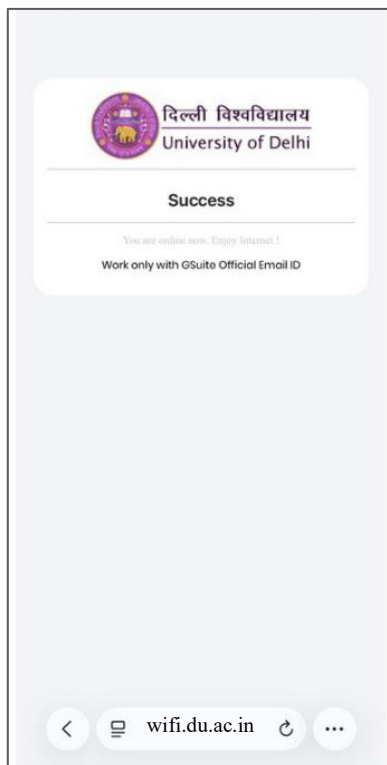 दिल्ली विश्वविद्यालय
University of Delhi
Success
You are online now, Enjoy Internet !
Work only with GSuite Official Email ID
wifi.du.ac.in